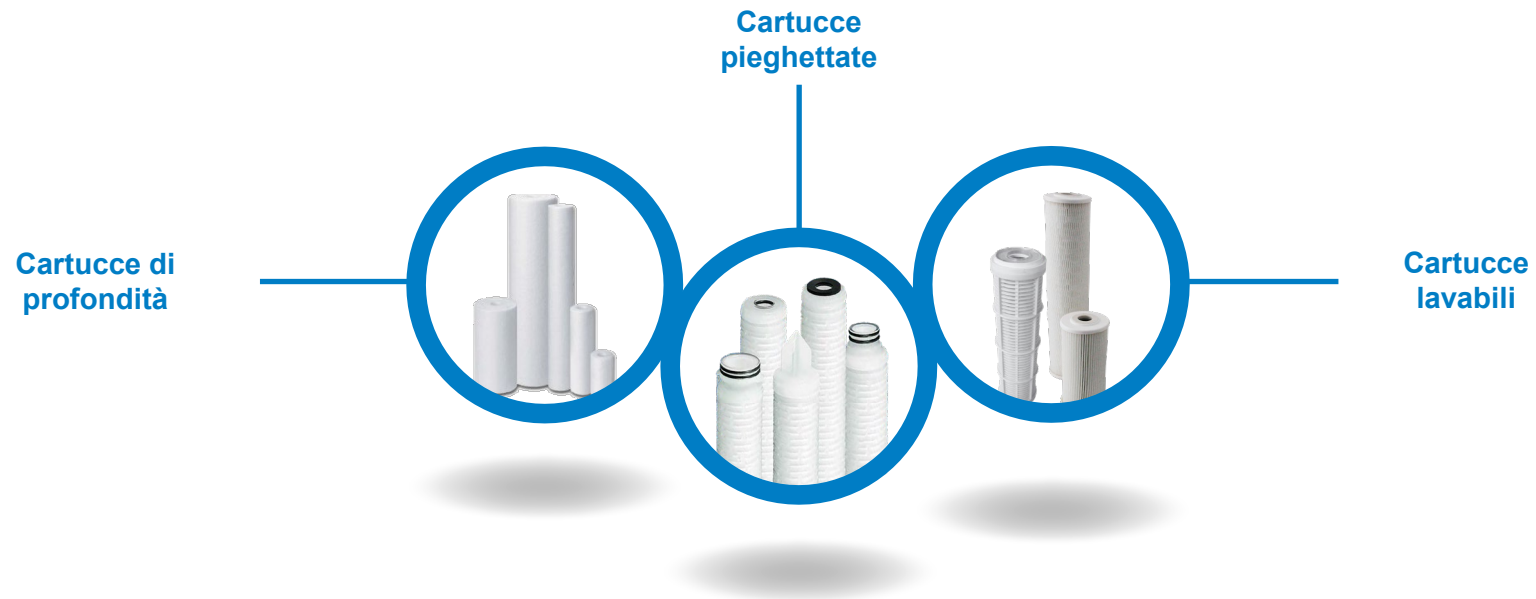 Cartucce
pieghettate
Cartucce di
profondità
Cartucce
lavabili